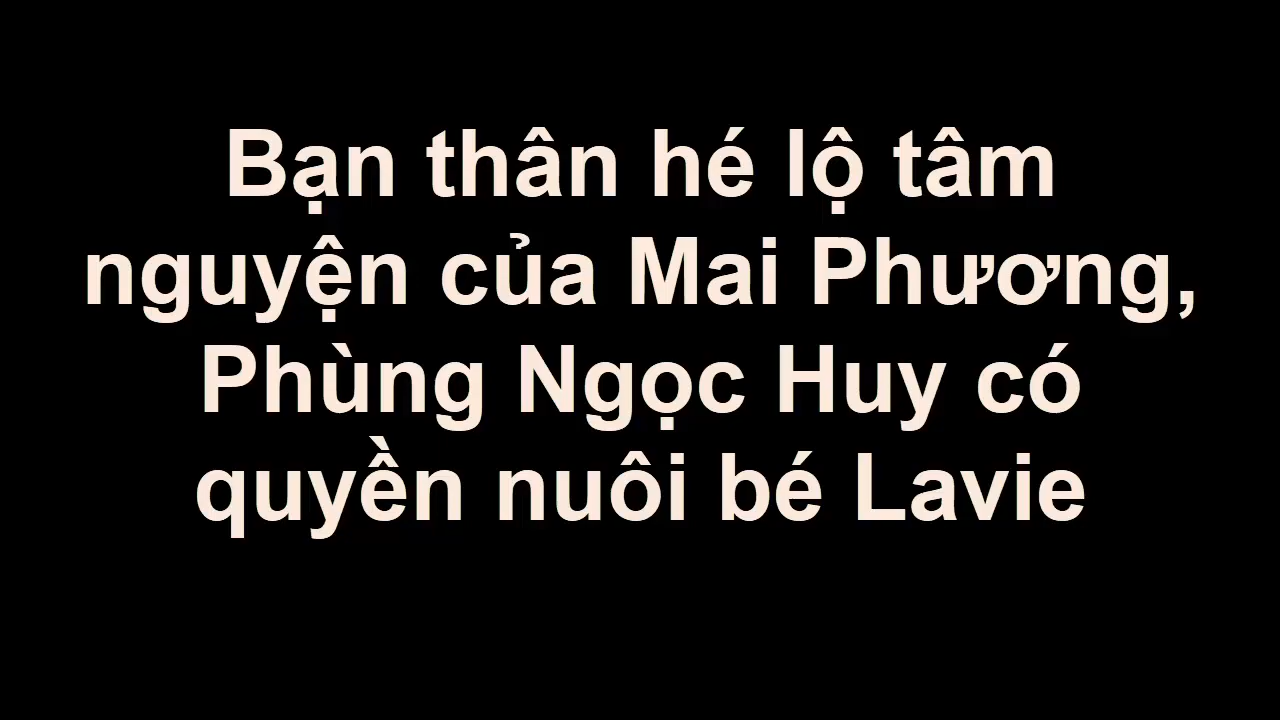 Bạn thân hé lộ tâm
nguyện của Mai Phương,
Phùng Ngọc Huy có
quyền nuôi bé Lavie